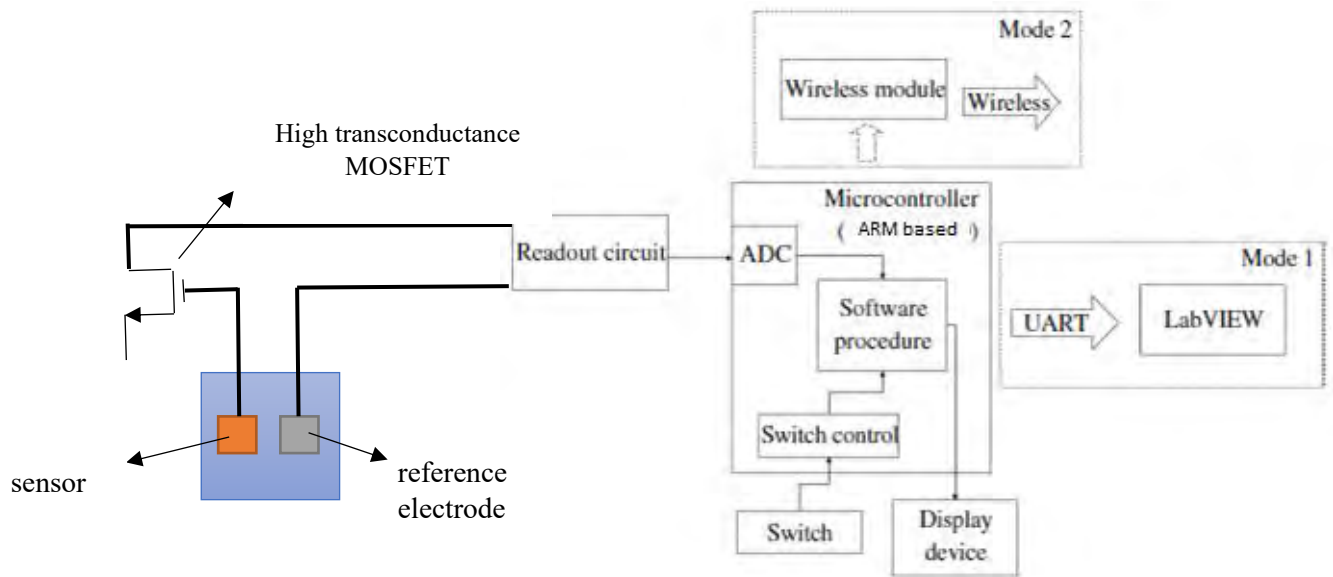 High transconductance
MOSFET
sensor
reference
electrode
Readout circuit
ADC
Microcontroller
( ARM based )
Software
procedure
Switch control
Switch
Display
device
Mode 2
Wireless module
Wireless
Mode 1
UART
LabVIEW